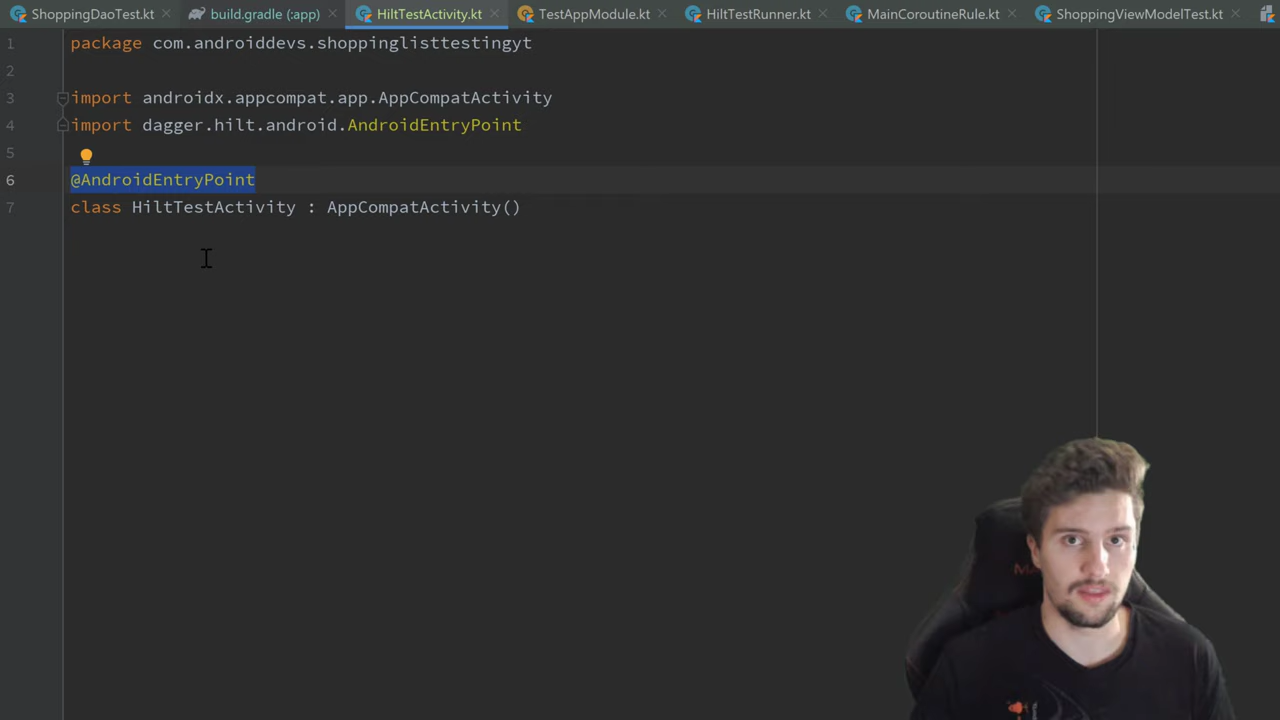 ShoppingDaoTest.kt build.gradle (:app) HiltTestActivity.kt TestAppModule.kt HiltTestRunner.kt MainCoroutineRule.kt ShoppingViewModelTest.kt
1 package com.androiddevs.shoppinglisttestingyt
2
3 import androidx.appcompat.app.AppCompatActivity
4 import dagger.hilt.android.AndroidEntryPoint
5
6 @AndroidEntryPoint
7 class HiltTestActivity : AppCompatActivity()